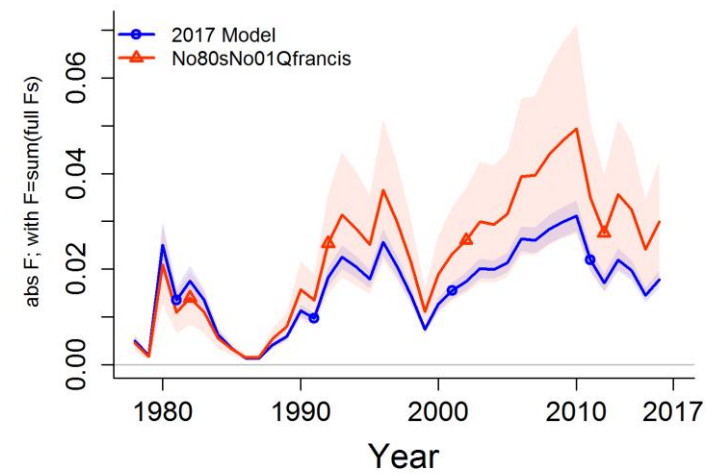 2017 Model
No80sNo01Qfrancis
abs F; with F=sum(full Fs)
0.06
0.04
0.02
0.00
1980 1990 2000 2010 2017
Year